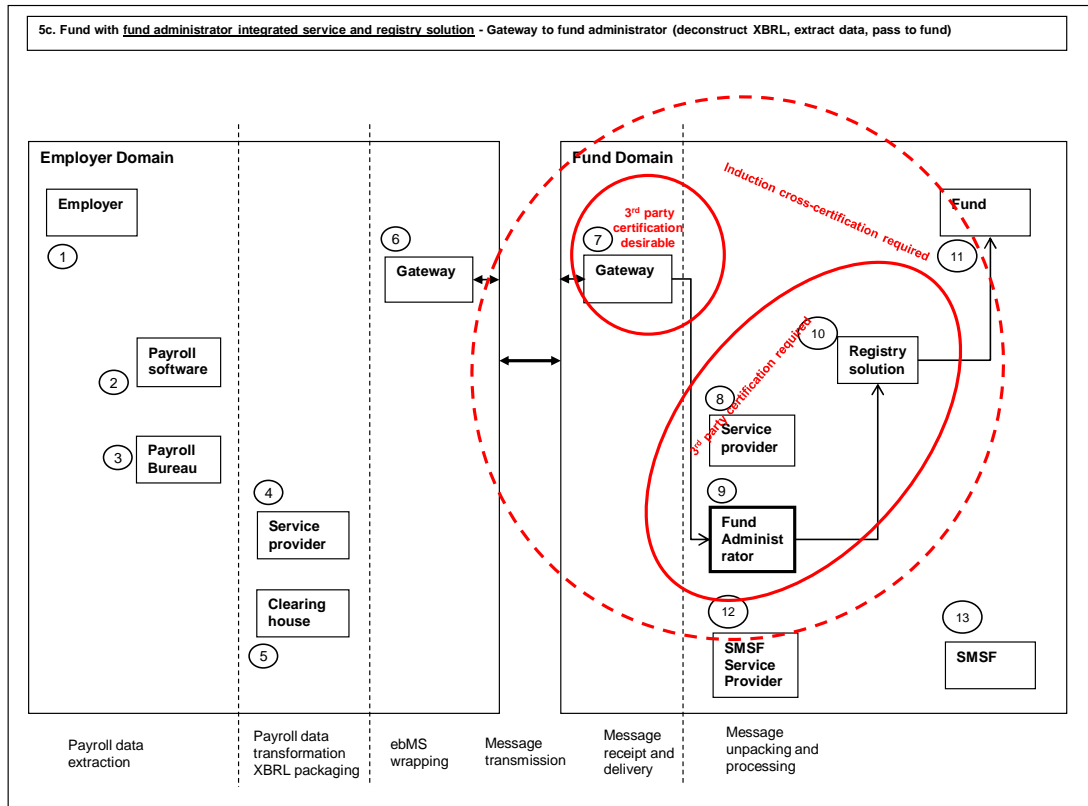 5c. Fund with fund administrator integrated service and registry solution - Gateway to fund administrator (deconstruct XBRL, extract data, pass to fund)
Employer Domain
Employer
1
Payroll
software
2
Payroll
Bureau
3
4
Service
provider
Clearing
house
5
6
Gateway
Fund Domain
3rd party
certification
desirable
7
Gateway
Induction cross-certification required
Fund
11
3rd party certification required
10
Registry
solution
8
Service
provider
9
Fund
Administ
rator
12
SMSF
Service
Provider
13
SMSF
Payroll data
extraction
Payroll data
transformation
XBRL packaging
ebMS
wrapping
Message
transmission
Message
receipt and
delivery
Message
unpacking and
processing